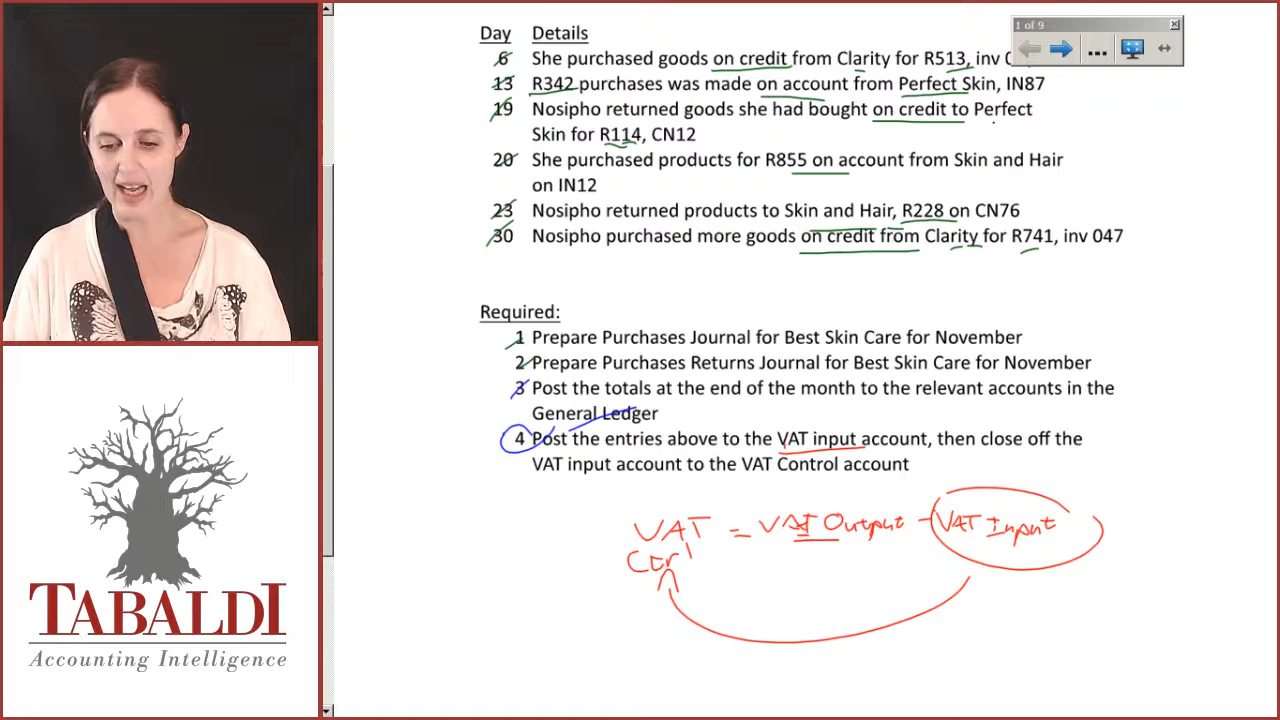 Day Details
1 of 9
6 She purchased goods on credit from Clarity for R513, inv
13 R342 purchases was made on account from Perfect Skin, IN87
19 Nosipho returned goods she had bought on credit to Perfect
Skin for R114, CN12
20 She purchased products for R855 on account from Skin and Hair
on IN12
23 Nosipho returned products to Skin and Hair, R228 on CN76
30 Nosipho purchased more goods on credit from Clarity for R741, inv 047
Required:
1 Prepare Purchases Journal for Best Skin Care for November
2 Prepare Purchases Returns Journal for Best Skin Care for November
3 Post the totals at the end of the month to the relevant accounts in the
General Ledger
4 Post the entries above to the VAT input account, then close off the
VAT input account to the VAT Control account
VAT = VAT Output - VAT Input
Ctrl
TABALDI
Accounting Intelligence